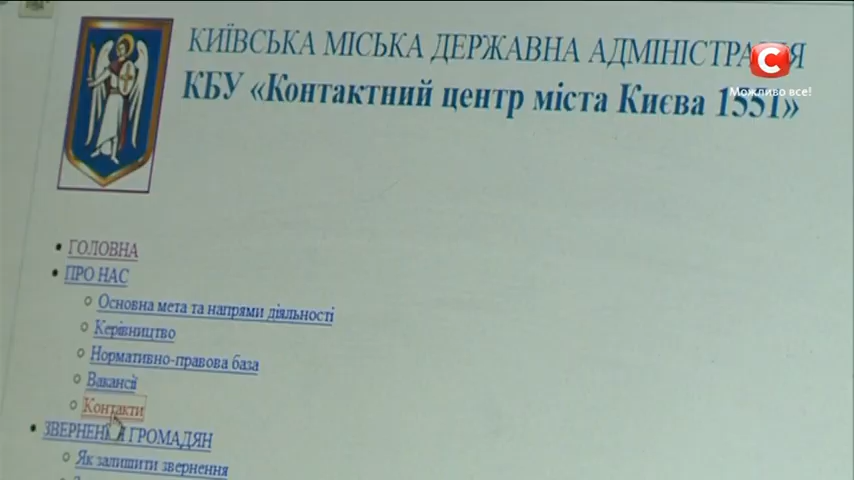 КИЇВСЬКА МІСЬКА ДЕРЖАВНА АДМІНІСТРАЦІЯ
КБУ «Контактний центр міста Києва 1551»
С
Можливо все!
ГОЛОВНА
ПРО НАС
Основна мета та напрями діяльності
Керівництво
Нормативно-правова база
Вакансії
Контакти
ЗВЕРНЕННЯ ГРОМАДЯН
Як залишити звернення